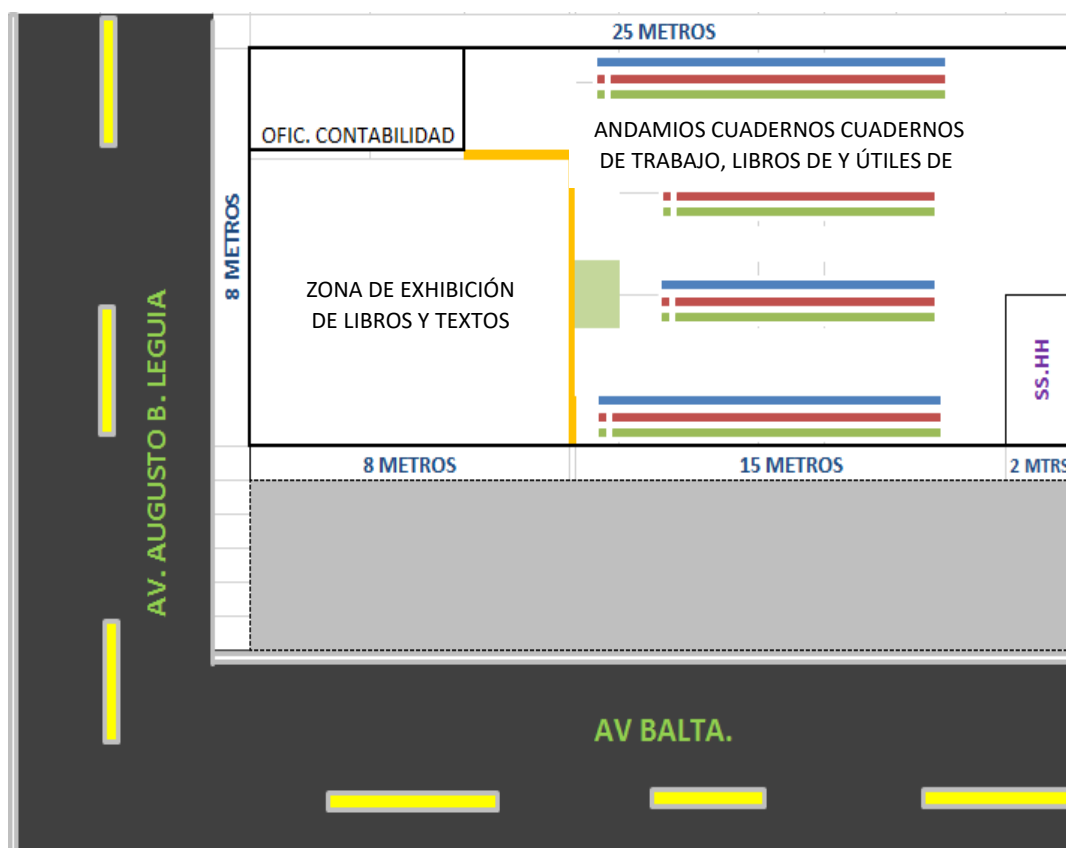 25 METROS
OFIC. CONTABILIDAD
ANDAMIOS CUADERNOS CUADERNOS
DE TRABAJO, LIBROS DE Y ÚTILES DE
8 METROS
ZONA DE EXHIBICIÓN
DE LIBROS Y TEXTOS
SS.HH
8 METROS
15 METROS
2 MTRS
AV. AUGUSTO B. LEGUIA
AV BALTA.